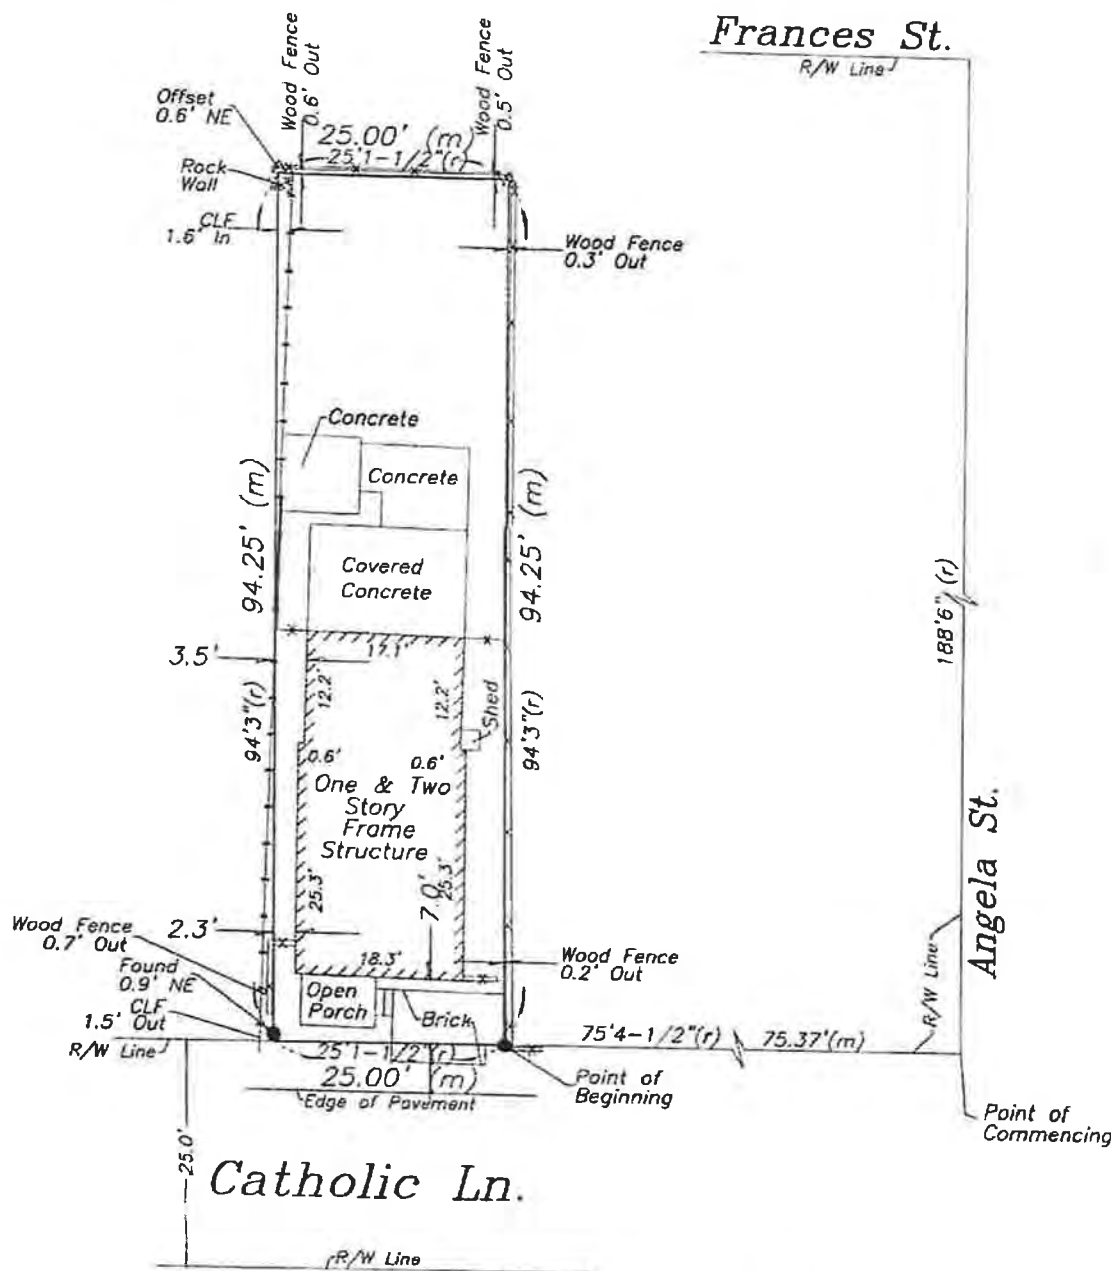 Frances St.
R/W Line
Wood Fence
0.6' Out
Wood Fence
0.5' Out
Offset
0.6' NE
25.00' (m)
25'1-1/2"(r)
Rock
Wall
CLF
1.6' In
Wood Fence
0.3' Out
Concrete
Concrete
94.25' (m)
94.25' (m)
Covered
Concrete
188'6" (r)
3.5'
17.1'
12.2'
12.2'
Shed
94'3"(r)
94'3"(r)
0.6'
0.6'
One & Two
Story
Frame
Structure
Angela St.
25.3'
7.0'
25.3'
Wood Fence
0.7' Out
2.3'
18.3'
Wood Fence
0.2' Out
Found
0.9' NE
Open
Porch
R/W Line
CLF
1.5' Out
Brick
R/W Line
25'1-1/2"(r)
75'4-1/2"(r)
75.37'(m)
25.00' (m)
Edge of Pavement
Point of
Beginning
Point of
Commencing
25.0'
Catholic Ln.
R/W Line